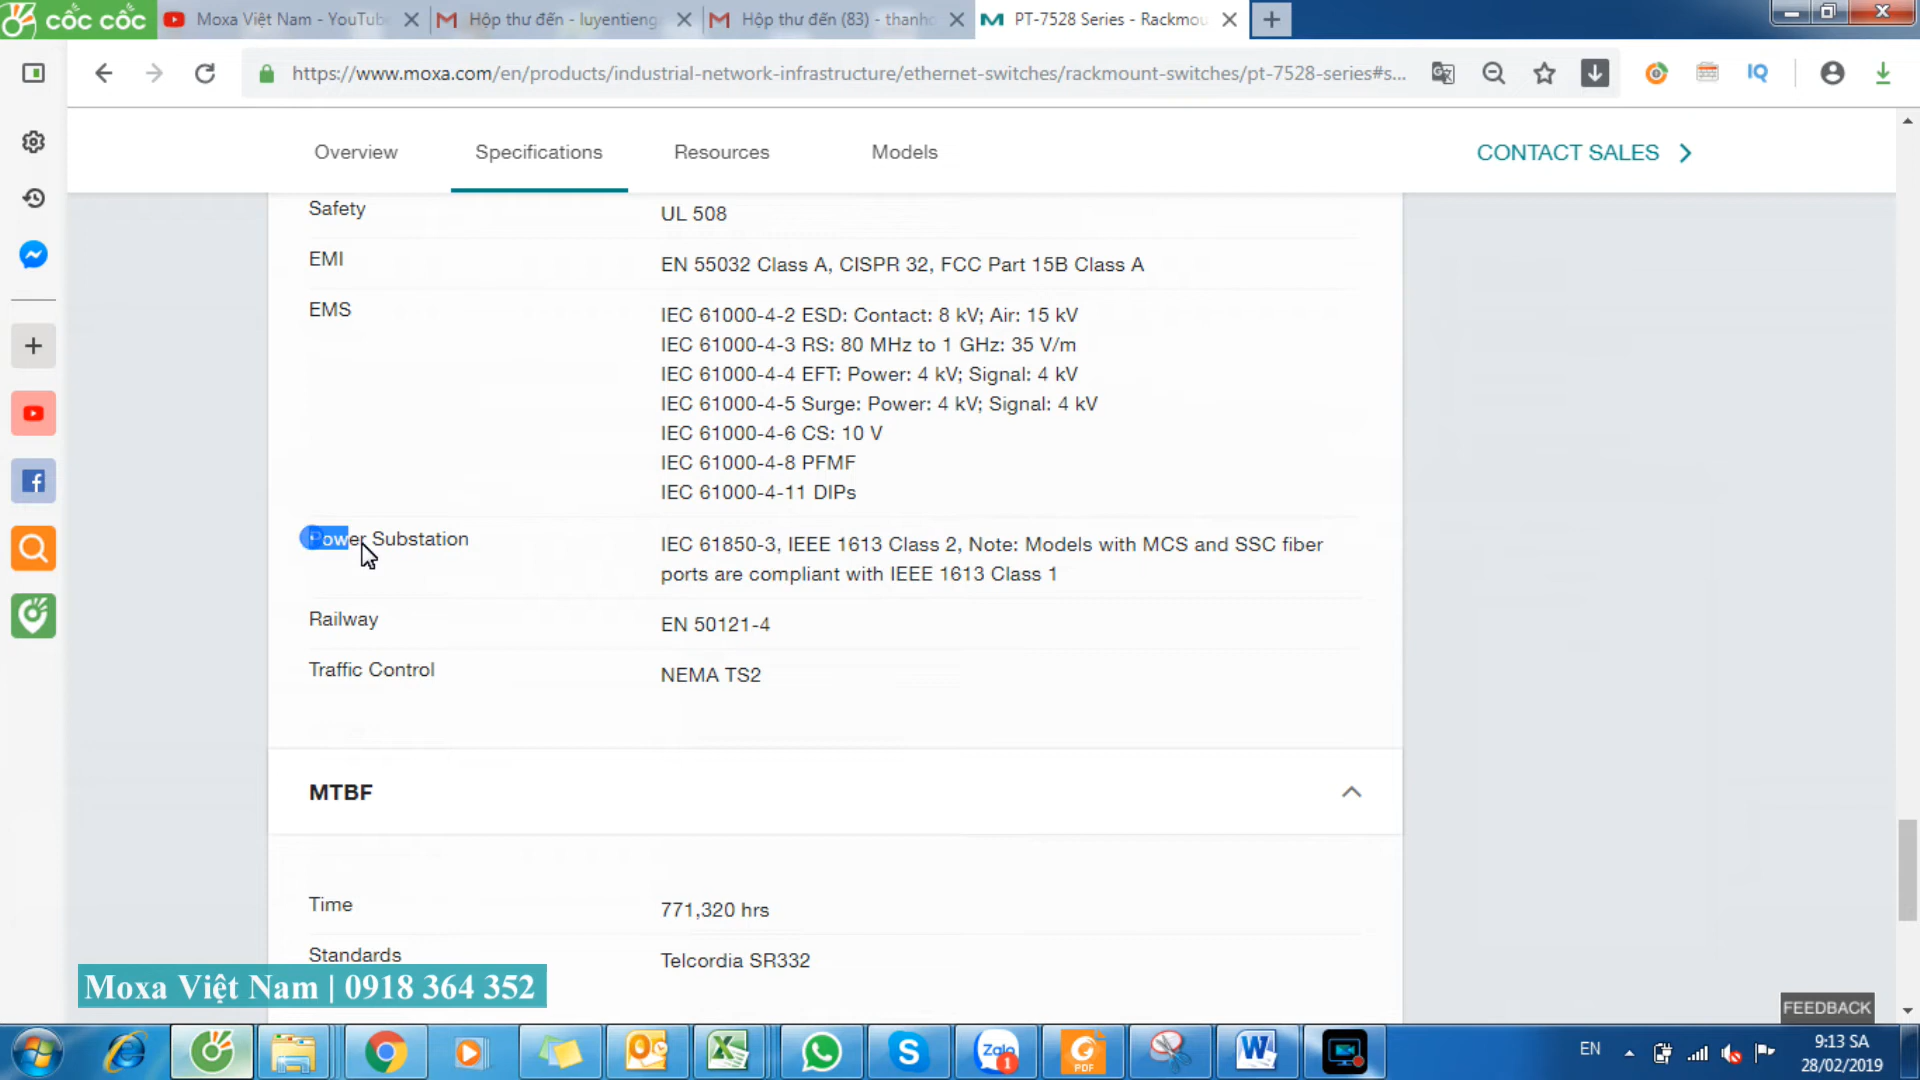 cốc cốc
Moxa Việt Nam - YouTub
Hộp thư đến - luyentieng
Hộp thư đến (83) - thanho
PT-7528 Series - Rackmou
https://www.moxa.com/en/products/industrial-network-infrastructure/ethernet-switches/rackmount-switches/pt-7528-series#s...
IQ
Overview
Specifications
Resources
Models
CONTACT SALES
Safety
UL 508
EMI
EN 55032 Class A, CISPR 32, FCC Part 15B Class A
EMS
IEC 61000-4-2 ESD: Contact: 8 kV; Air: 15 kV
IEC 61000-4-3 RS: 80 MHz to 1 GHz: 35 V/m
IEC 61000-4-4 EFT: Power: 4 kV; Signal: 4 kV
IEC 61000-4-5 Surge: Power: 4 kV; Signal: 4 kV
IEC 61000-4-6 CS: 10 V
IEC 61000-4-8 PFMF
IEC 61000-4-11 DIPs
Power Substation
IEC 61850-3, IEEE 1613 Class 2, Note: Models with MCS and SSC fiber
ports are compliant with IEEE 1613 Class 1
Railway
EN 50121-4
Traffic Control
NEMA TS2
MTBF
Time
771,320 hrs
Standards
Telcordia SR332
Moxa Việt Nam | 0918 364 352
FEEDBACK
Zalo
1
PDF
EN
9:13 SA
28/02/2019